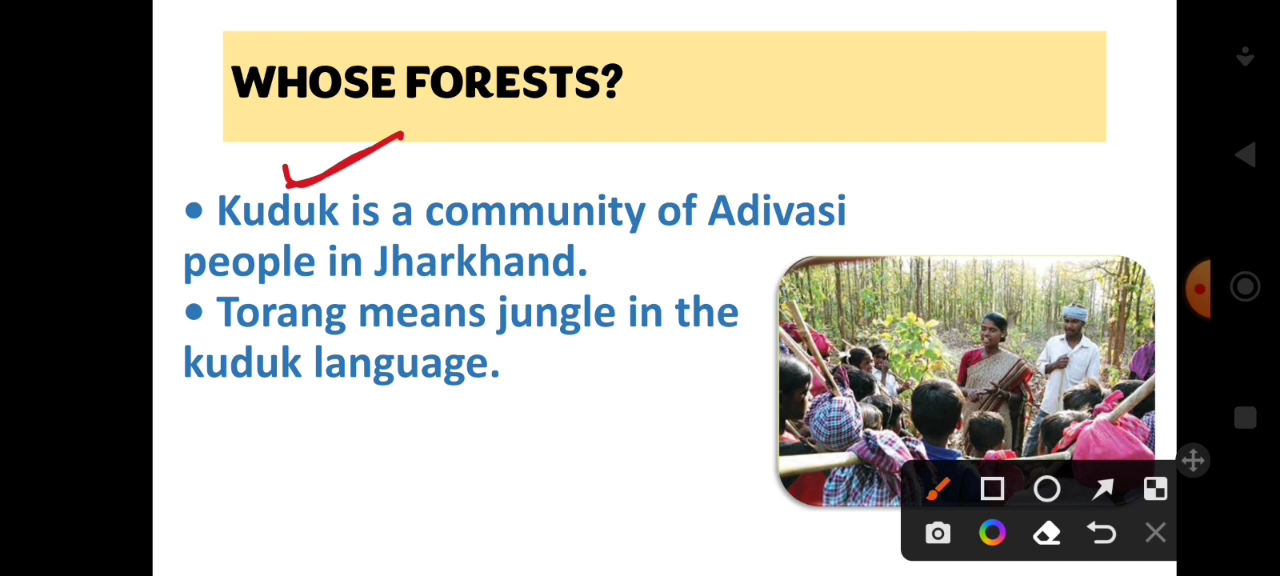 WHOSE FORESTS?
• Kuduk is a community of Adivasi
people in Jharkhand.
• Torang means jungle in the
kuduk language.